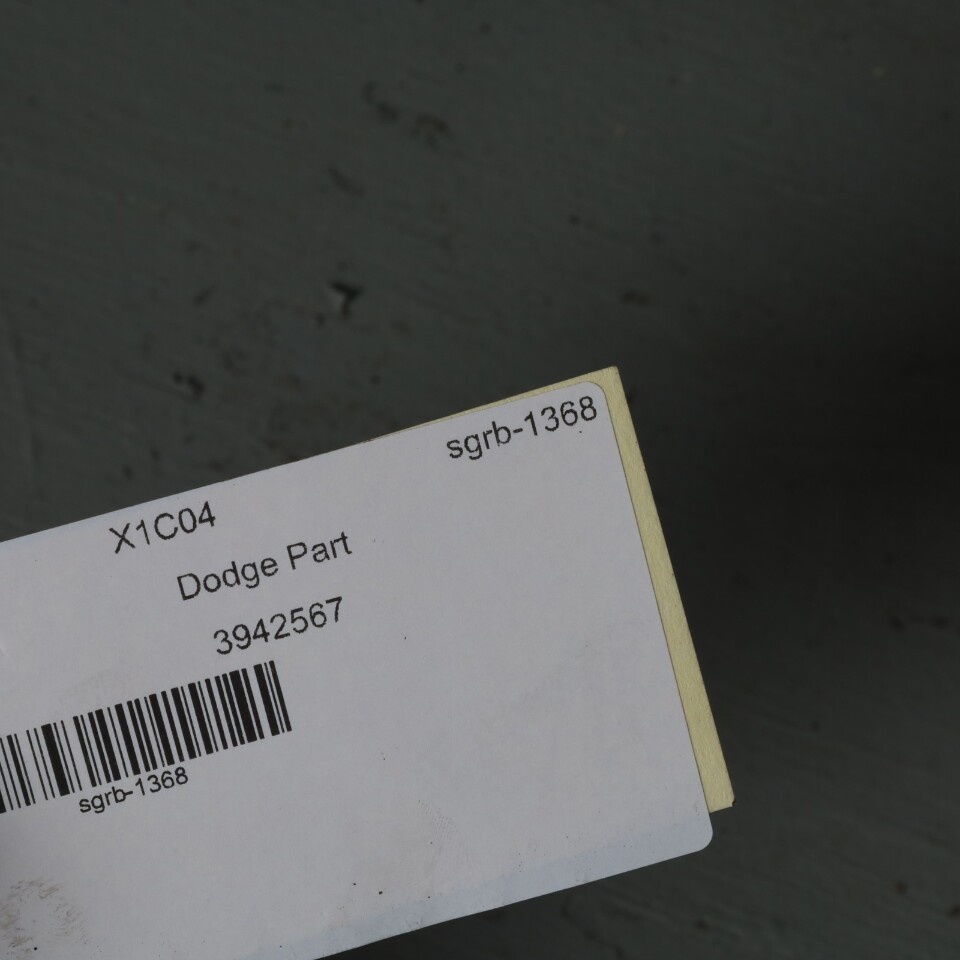 sgrb-1368
X1C04
Dodge Part
3942567
sgrb-1368